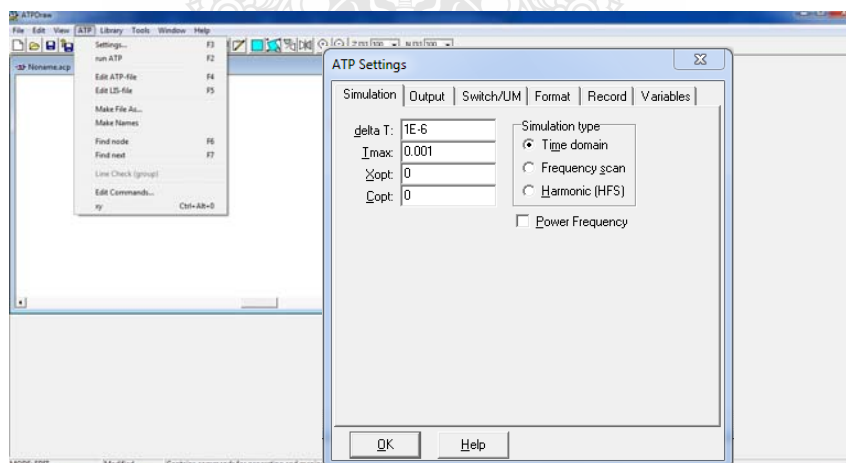 ATPDraw
File Edit View ATP Library Tools Window Help
Noname.acp
Settings... F3
run ATP F2
Edit ATP-file F4
Edit LIS-file F5
Make File As...
Make Names
Find node F6
Find next F7
Line Check (group)
Edit Commands...
xy Ctrl+Alt+0
ATP Settings
Simulation Output Switch/UM Format Record Variables
delta T: 1E-6
Tmax: 0.001
Xopt: 0
Copt: 0
Simulation type
Time domain
Frequency scan
Harmonic (HFS)
Power Frequency
OK Help